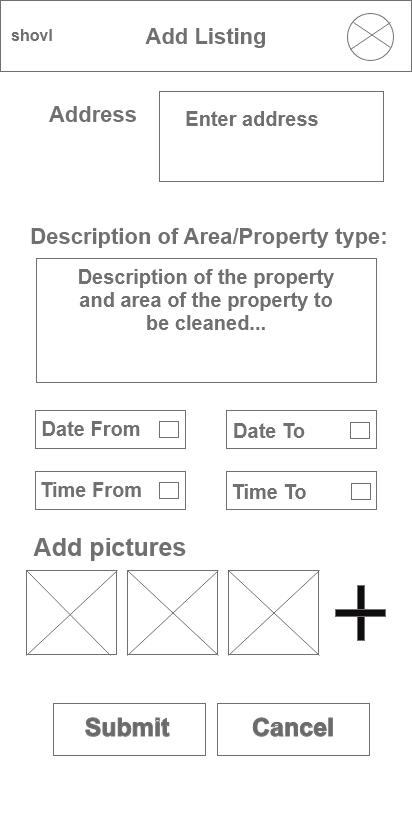 shovl
Add Listing
Address
Enter address
Description of Area/Property type:
Description of the property
and area of the property to
be cleaned...
Date From
Date To
Time From
Time To
Add pictures
Submit
Cancel